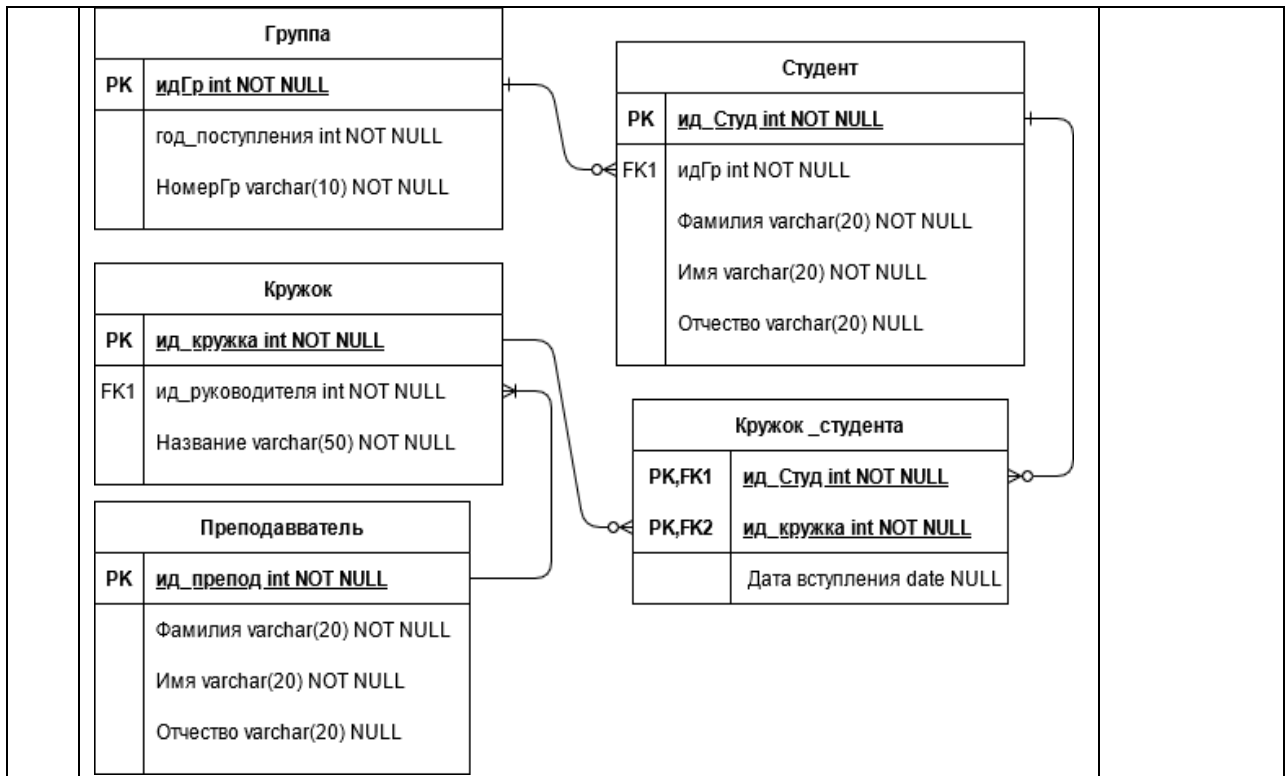 Группа
PK идГр int NOT NULL
год_поступления int NOT NULL
НомерГр varchar(10) NOT NULL
Студент
PK ид_Студ int NOT NULL
FK1 идГр int NOT NULL
Фамилия varchar(20) NOT NULL
Имя varchar(20) NOT NULL
Отчество varchar(20) NULL
Кружок
PK ид_кружка int NOT NULL
FK1 ид_руководителя int NOT NULL
Название varchar(50) NOT NULL
Кружок _студента
PK,FK1 ид_Студ int NOT NULL
PK,FK2 ид_кружка int NOT NULL
Дата вступления date NULL
Преподавватель
PK ид_препод int NOT NULL
Фамилия varchar(20) NOT NULL
Имя varchar(20) NOT NULL
Отчество varchar(20) NULL